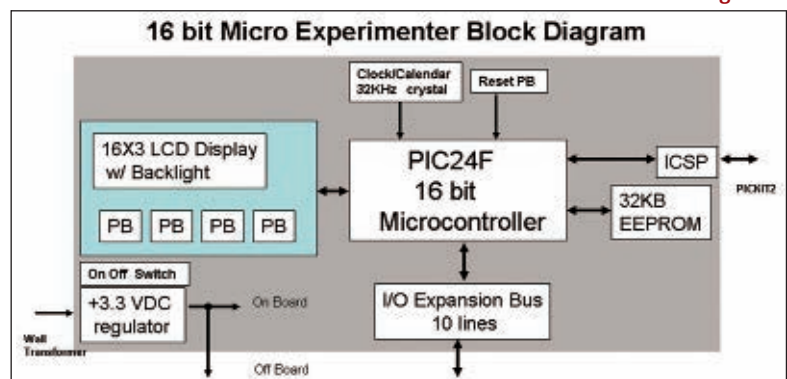 16 bit Micro Experimenter Block Diagram
Clock/Calendar
32KHz crystal
Reset PB
16X3 LCD Display
w/ Backlight
PB PB PB PB
PIC24F
16 bit
Microcontroller
ICSP
PICKIT2
32KB
EEPROM
On Off Switch
+3.3 VDC
regulator
On Board
I/O Expansion Bus
10 lines
Wall
Transformer
Off Board